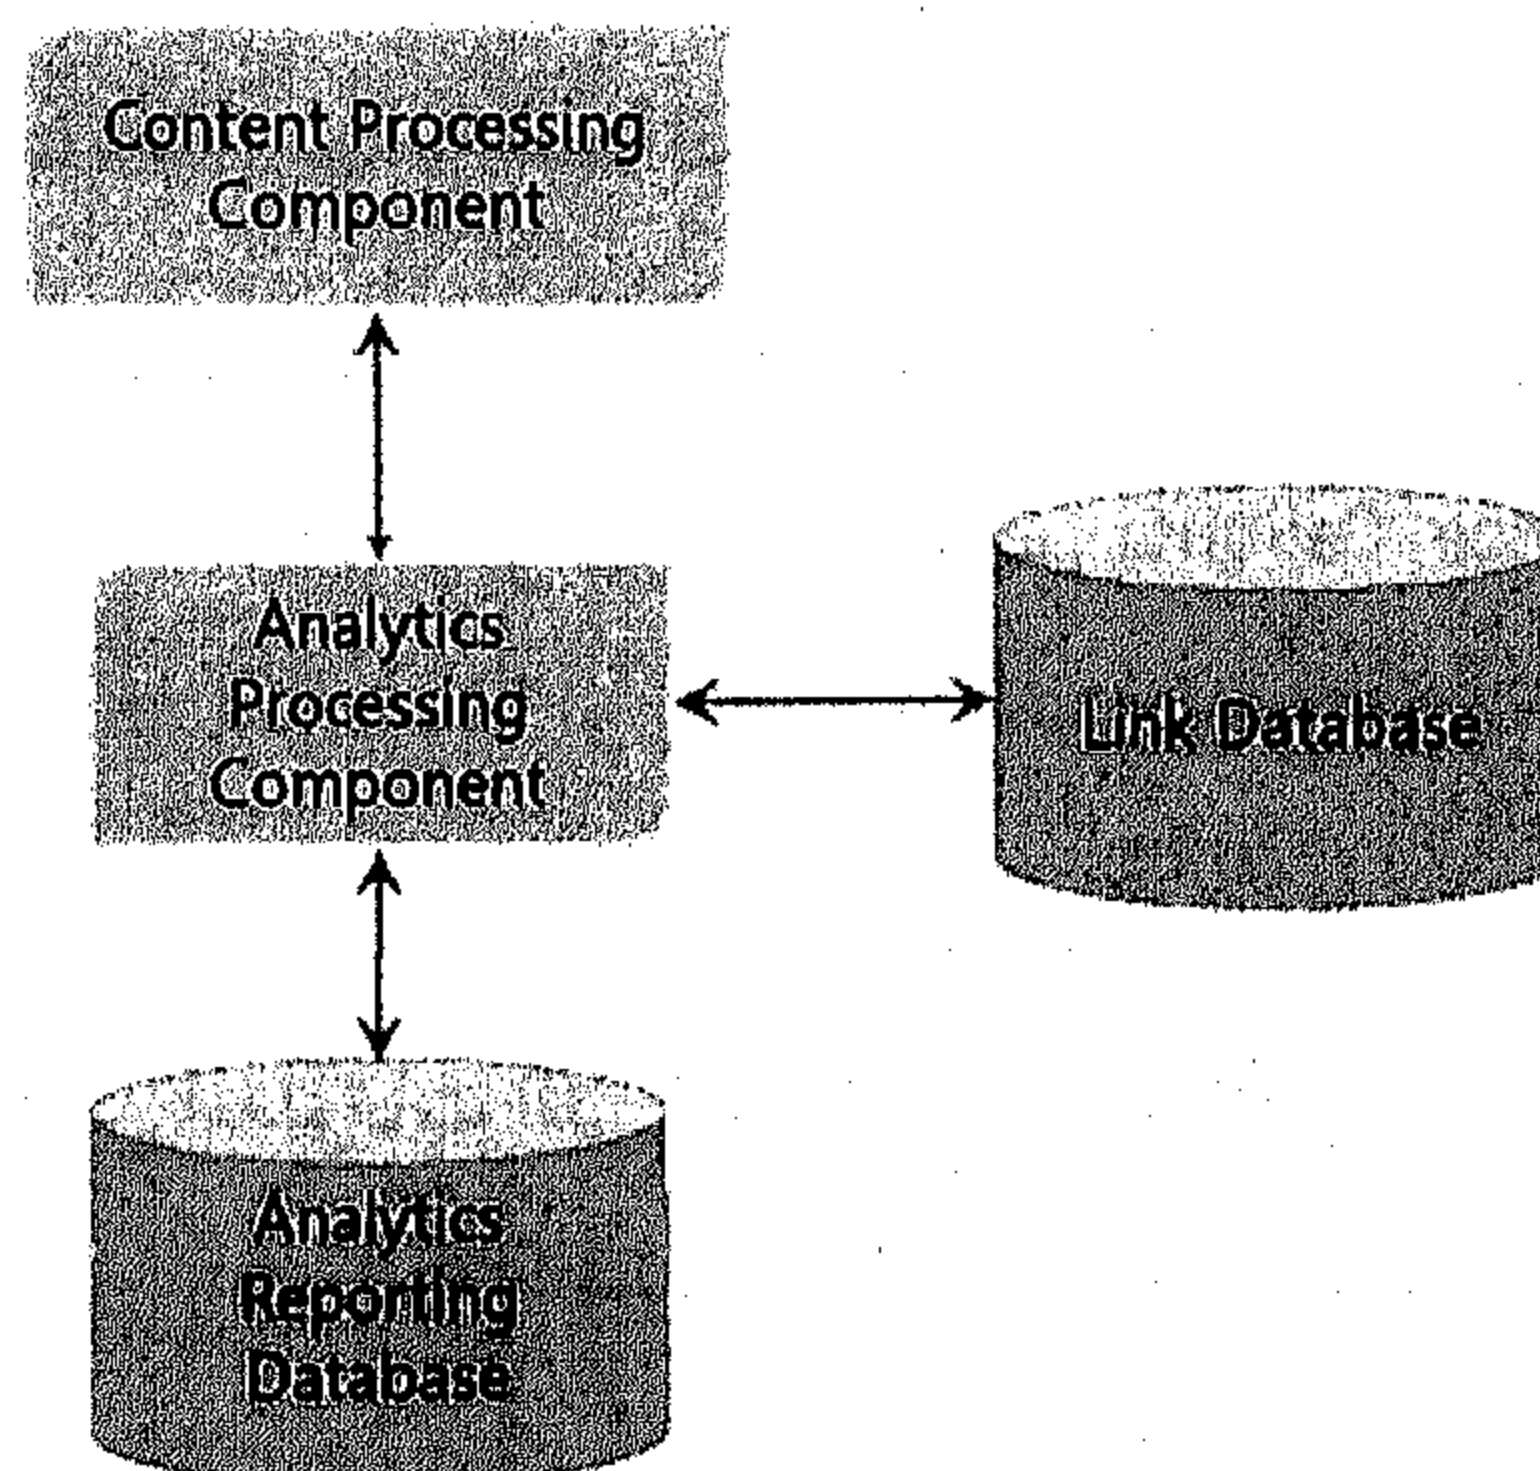 Content Processing
Component
Analytics
Processing
Component
Link Database
Analytics
Reporting
Database